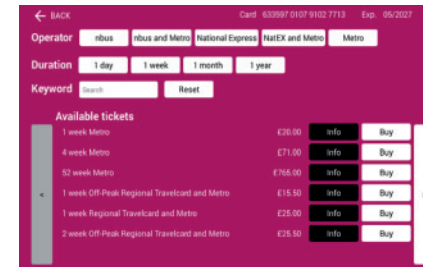 ← BACK Card 633597 0107 9102 7713 Exp. 05/2027
Operator nbus nbus and Metro National Express NatEX and Metro Metro
Duration 1 day 1 week 1 month 1 year
Keyword Search Reset
Available tickets
1 week Metro £20.00 Info Buy
4 week Metro £71.00 Info Buy
52 week Metro £765.00 Info Buy
< 1 week Off-Peak Regional Travelcard and Metro £15.50 Info Buy
1 week Regional Travelcard and Metro £25.00 Info Buy
2 week Off-Peak Regional Travelcard and Metro £25.50 Info Buy